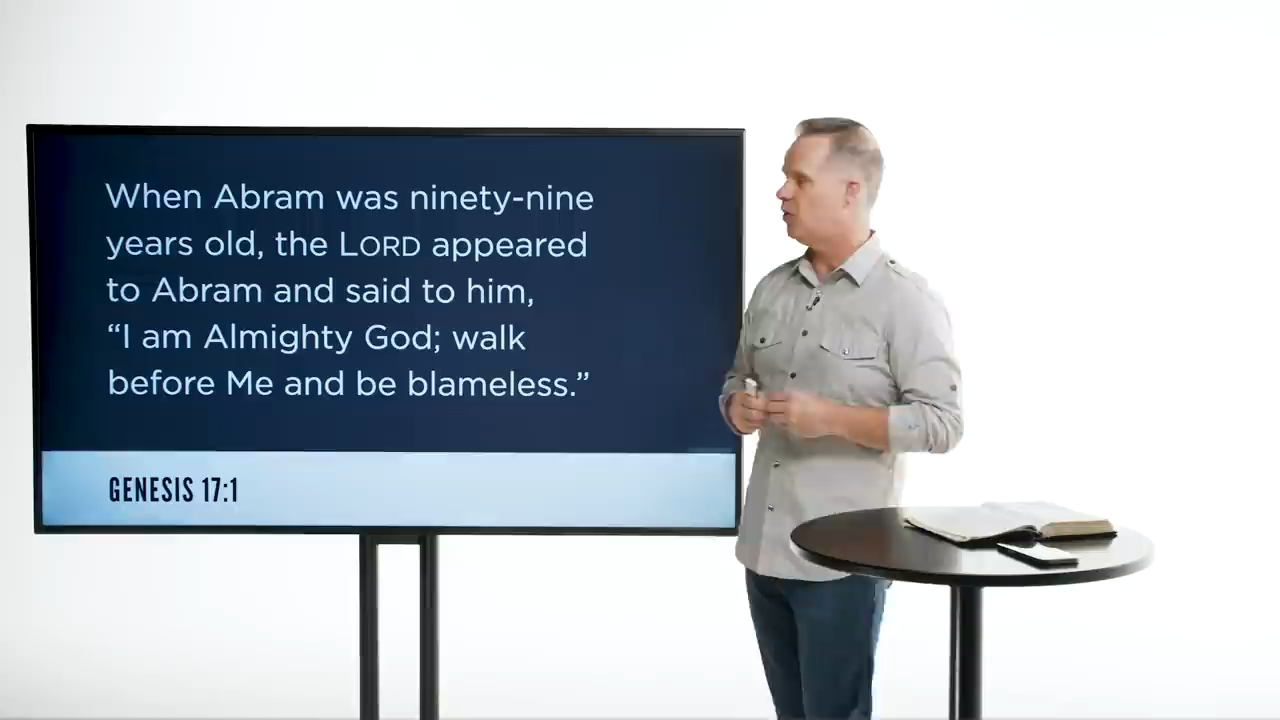 When Abram was ninety-nine
years old, the LORD appeared
to Abram and said to him,
“I am Almighty God; walk
before Me and be blameless.”
GENESIS 17:1